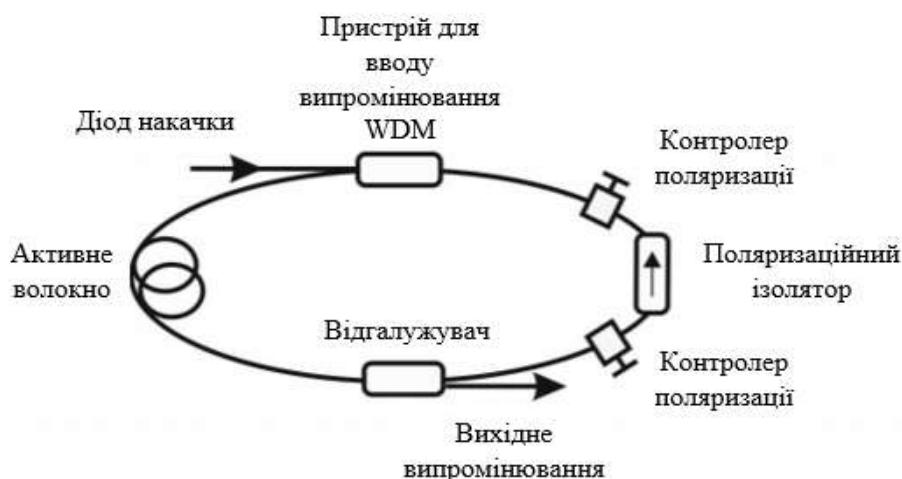 Пристрій для
вводу
випромінювання
WDM
Діод накачки
Контролер
поляризації
Активне
волокно
Поляризаційний
ізолятор
Відгалужувач
Контролер
поляризації
Вихідне
випромінювання